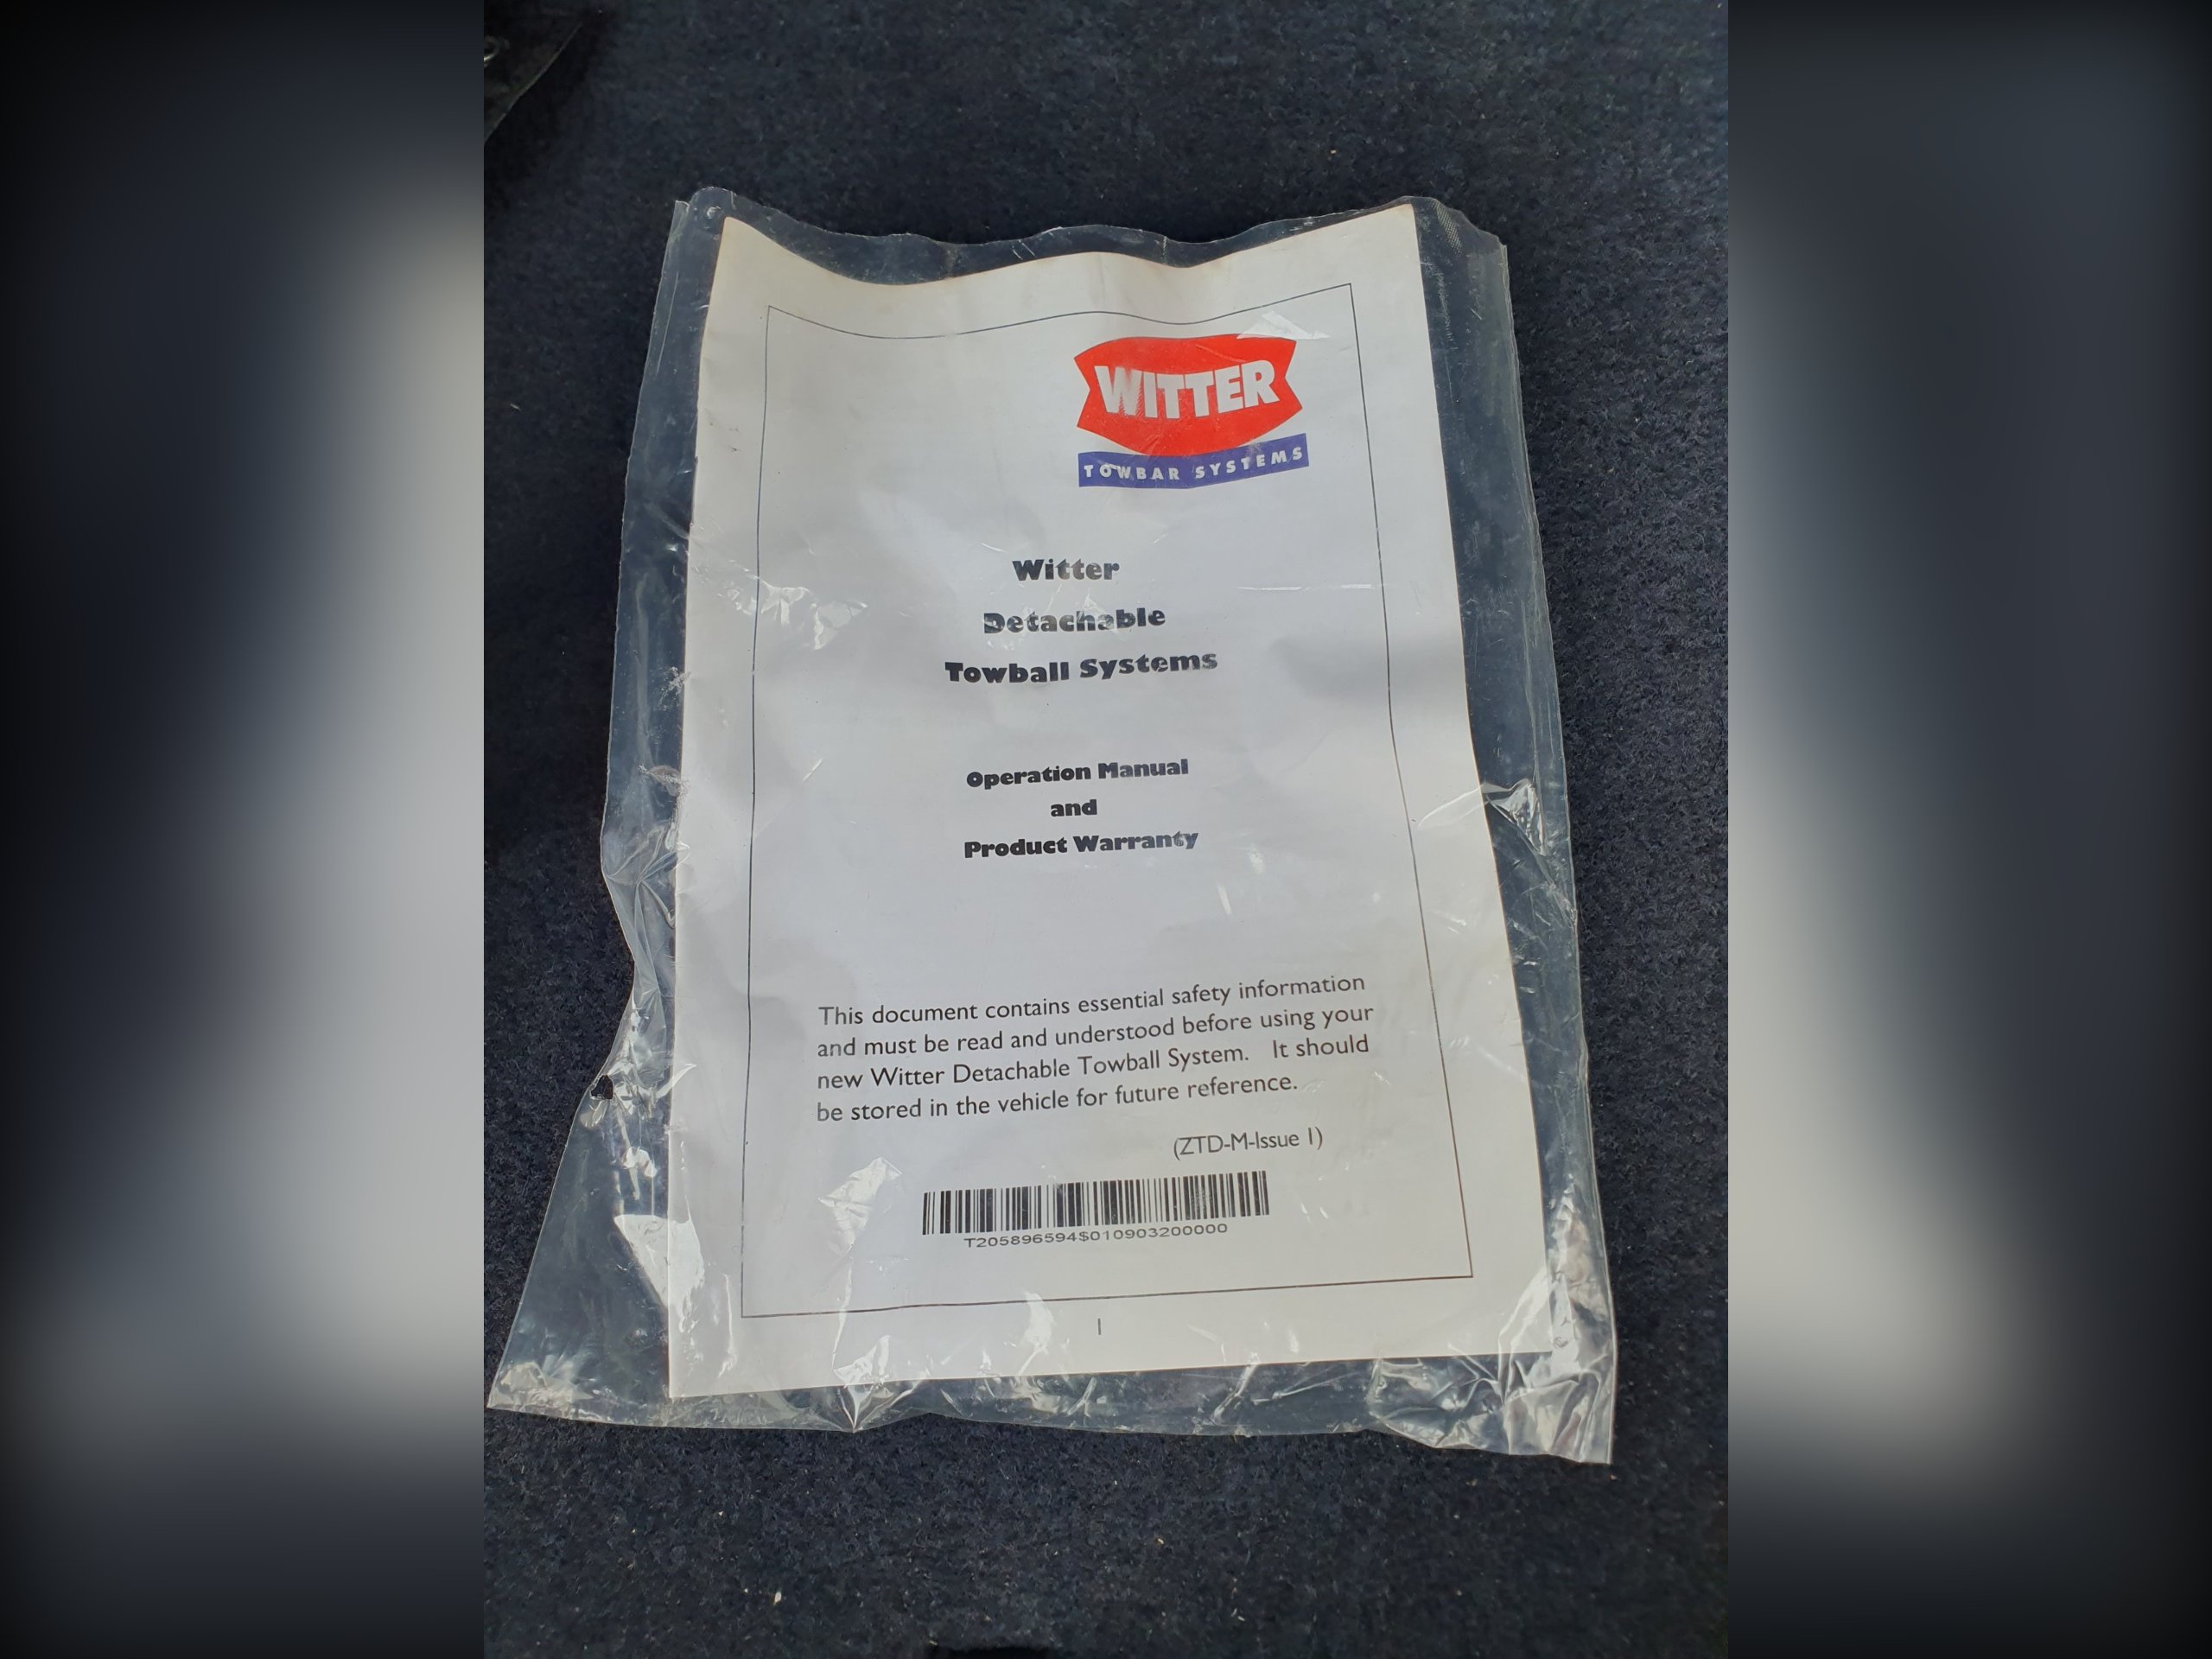 WITTER
TOWBAR SYSTEMS
Witter
Detachable
Towball Systems
Operation Manual
and
Product Warranty
This document contains essential safety information
and must be read and understood before using your
new Witter Detachable Towball System. It should
be stored in the vehicle for future reference.
(ZTD-M-Issue 1)
T205896594$010903200000
1